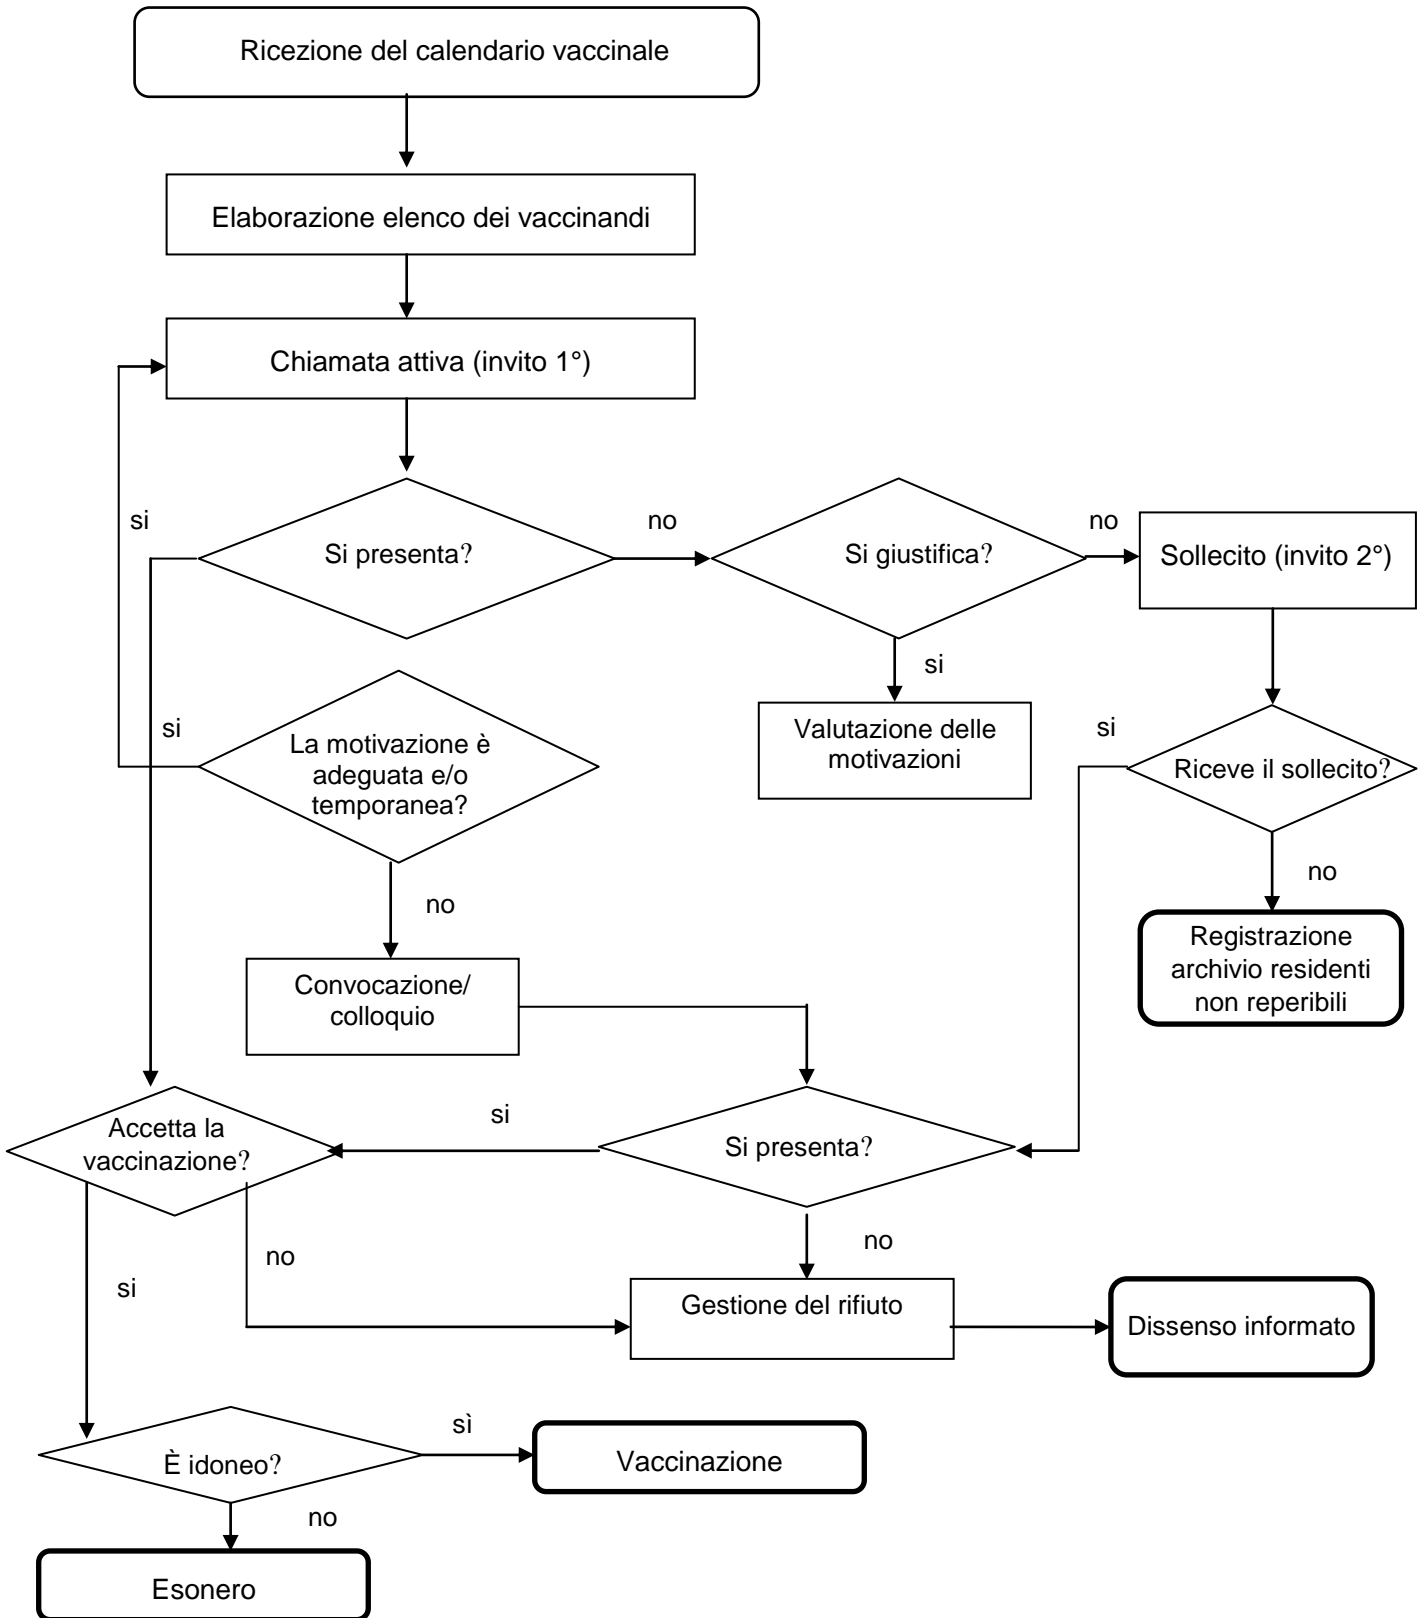 Ricezione del calendario vaccinale
Elaborazione elenco dei vaccinandi
Chiamata attiva (invito 1°)
si
Si presenta?
no
Si giustifica?
no
Sollecito (invito 2°)
si
si
La motivazione è
adeguata e/o
temporanea?
Valutazione delle
motivazioni
si
Riceve il sollecito?
no
no
Registrazione
archivio residenti
non reperibili
Convocazione/
colloquio
Accetta la
vaccinazione?
si
Si presenta?
no
no
si
Gestione del rifiuto
Dissenso informato
È idoneo?
sì
Vaccinazione
no
Esonero